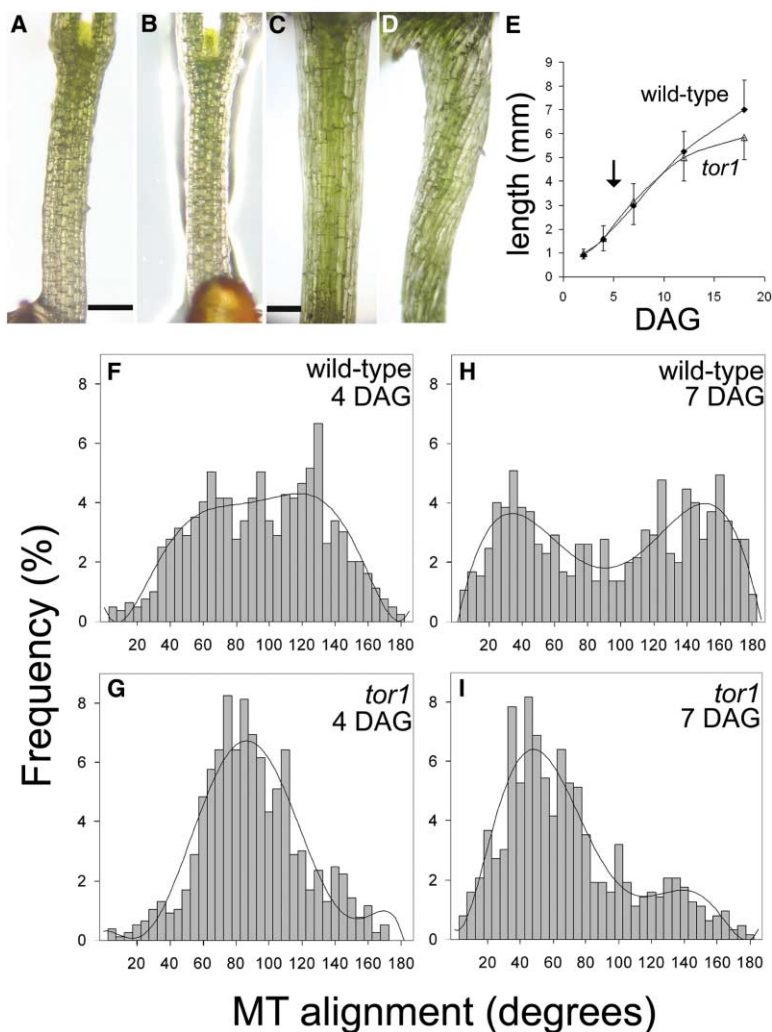 A
B
C
D
E
length (mm)
9
8
7
6
5
4
3
2
1
0
wild-type
tor1
0 5 10 15 20
DAG
Frequency (%)
F
wild-type
4 DAG
8
6
4
2
0
20 40 60 80 100 120 140 160 180
H
wild-type
7 DAG
8
6
4
2
0
20 40 60 80 100 120 140 160 180
G
tor1
4 DAG
8
6
4
2
0
20 40 60 80 100 120 140 160 180
I
tor1
7 DAG
8
6
4
2
0
20 40 60 80 100 120 140 160 180
MT alignment (degrees)